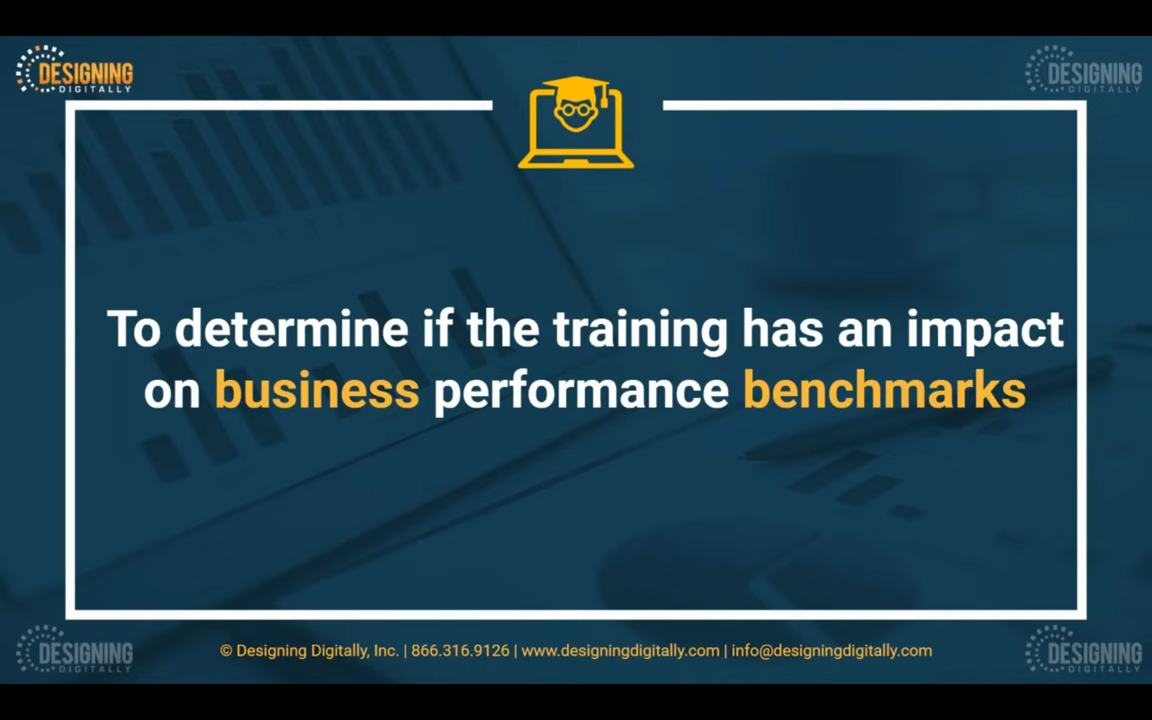 DESIGNING
DIGITALLY
DESIGNING
DIGITALLY
To determine if the training has an impact
on business performance benchmarks
DESIGNING
DIGITALLY
© Designing Digitally, Inc. | 866.316.9126 | www.designingdigitally.com | info@designingdigitally.com
DESIGNING
DIGITALLY